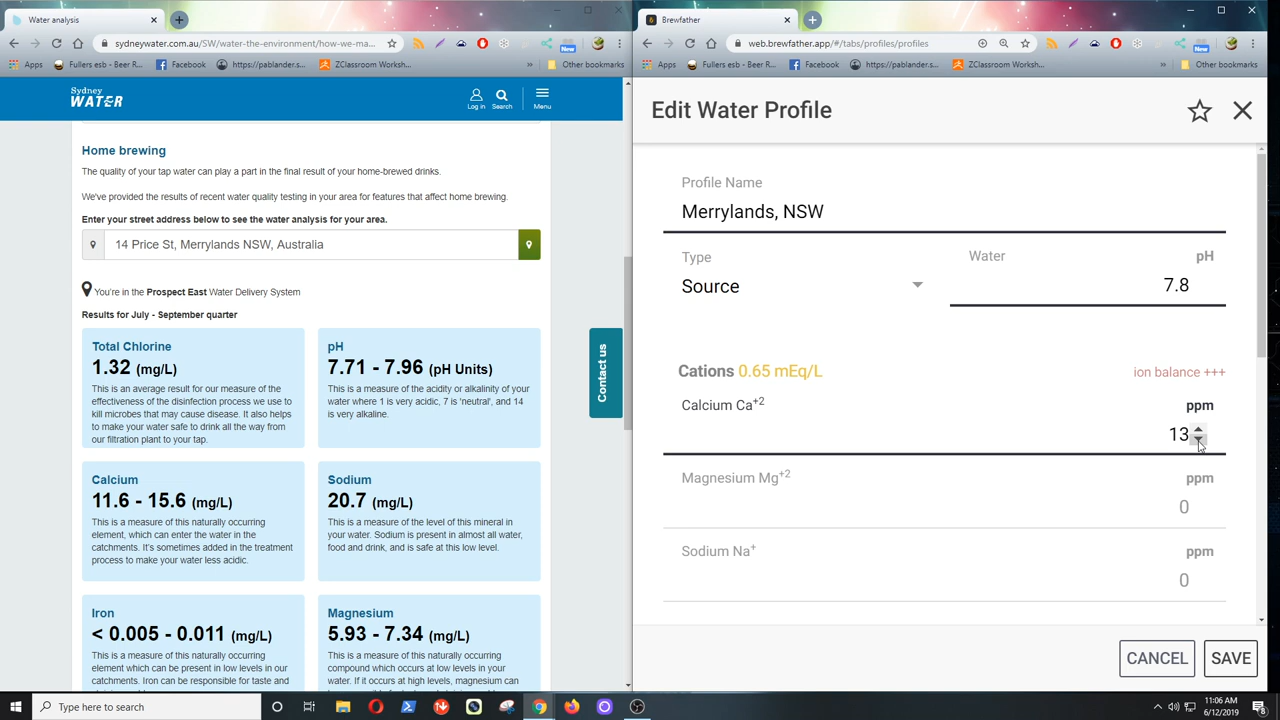 Water analysis
sydneywater.com.au/SW/water-the-environment/how-we-ma...
New
Apps
Fullers esb - Beer R...
Facebook
https://pablander.s...
ZClassroom Worksh...
»
Other bookmarks
Sydney
WATER
Log in
Search
Menu
Home brewing
The quality of your tap water can play a part in the final result of your home-brewed drinks.
We've provided the results of recent water quality testing in your area for features that affect home brewing.
Enter your street address below to see the water analysis for your area.
14 Price St, Merrylands NSW, Australia
You're in the Prospect East Water Delivery System
Results for July - September quarter
Total Chlorine
1.32 (mg/L)
This is an average result for our measure of the
effectiveness of the disinfection process we use to
kill microbes that may cause disease. It also helps
to make your water safe to drink all the way from
our filtration plant to your tap.
pH
7.71 - 7.96 (pH Units)
This is a measure of the acidity or alkalinity of your
water where 1 is very acidic, 7 is 'neutral', and 14
is very alkaline.
Calcium
11.6 - 15.6 (mg/L)
This is a measure of this naturally occurring
element, which can enter the water in the
catchments. It's sometimes added in the treatment
process to make your water less acidic.
Sodium
20.7 (mg/L)
This is a measure of the level of this mineral in
your water. Sodium is present in almost all water,
food and drink, and is safe at this low level.
Iron
< 0.005 - 0.011 (mg/L)
This is a measure of this naturally occurring
element which can be present in low levels in our
catchments. Iron can be responsible for taste and
Magnesium
5.93 - 7.34 (mg/L)
This is a measure of this naturally occurring
compound which occurs at low levels in your
water. If it occurs at high levels, magnesium can
Contact us
Brewfather
web.brewfather.app/#/tabs/profiles/profiles
New
Apps
Fullers esb - Beer R...
Facebook
https://pablander.s...
ZClassroom Worksh...
»
Other bookmarks
Edit Water Profile
Profile Name
Merrylands, NSW
Type
Source
Water pH
7.8
Cations 0.65 mEq/L
ion balance +++
Calcium Ca+2
ppm
13
Magnesium Mg+2
ppm
0
Sodium Na+
ppm
0
CANCEL
SAVE
Type here to search
11:06 AM
6/12/2019
8